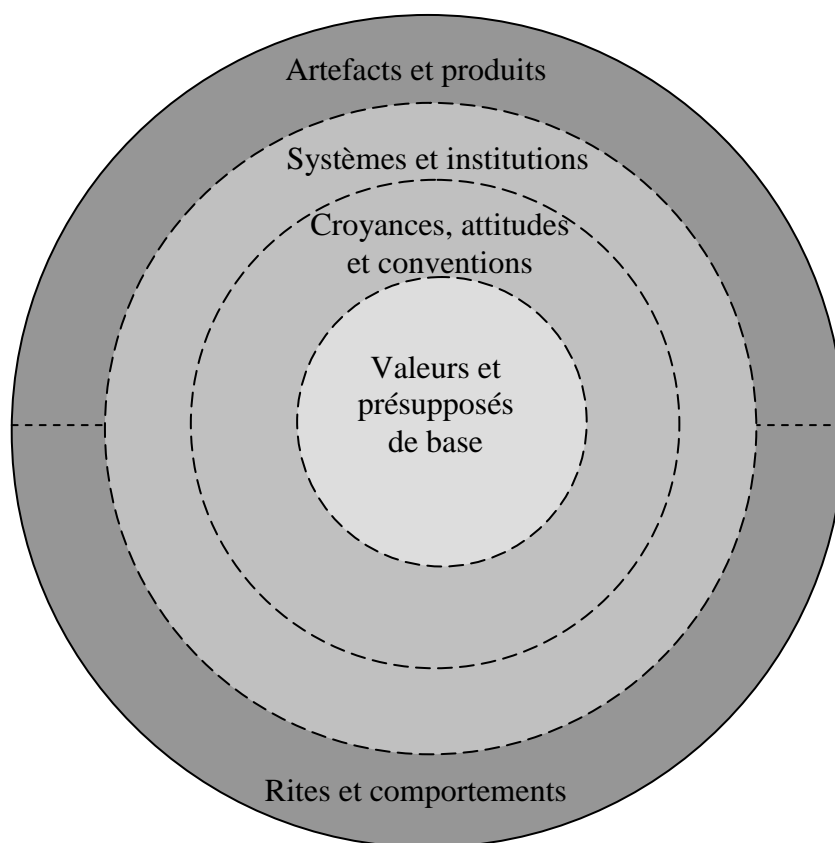 Artefacts et produits
Systèmes et institutions
Croyances, attitudes
et conventions
Valeurs et
présupposés
de base
Rites et comportements